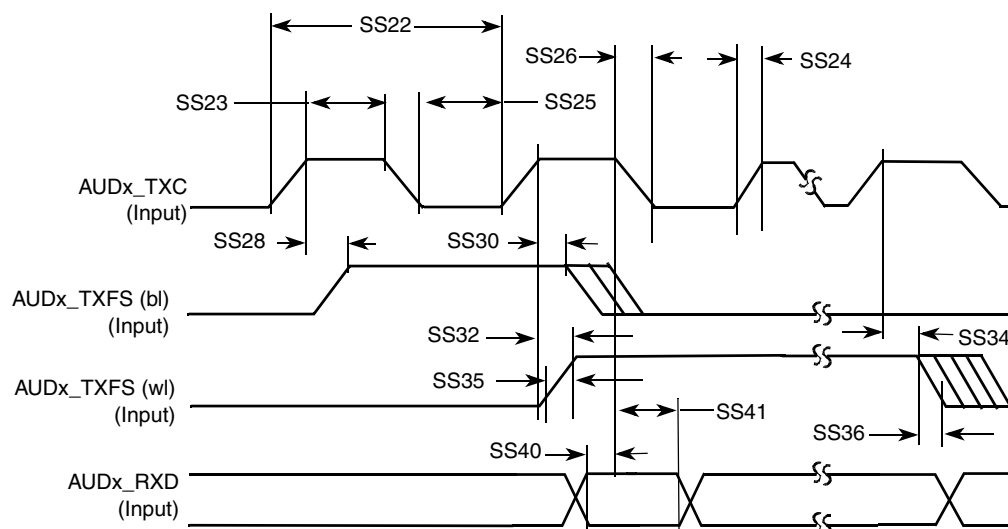 SS22
SS26
SS24
SS23
SS25
AUDx_TXC
(Input)
SS28
SS30
AUDx_TXFS (bl)
(Input)
SS32
SS34
SS35
AUDx_TXFS (wl)
(Input)
SS41
SS36
SS40
AUDx_RXD
(Input)